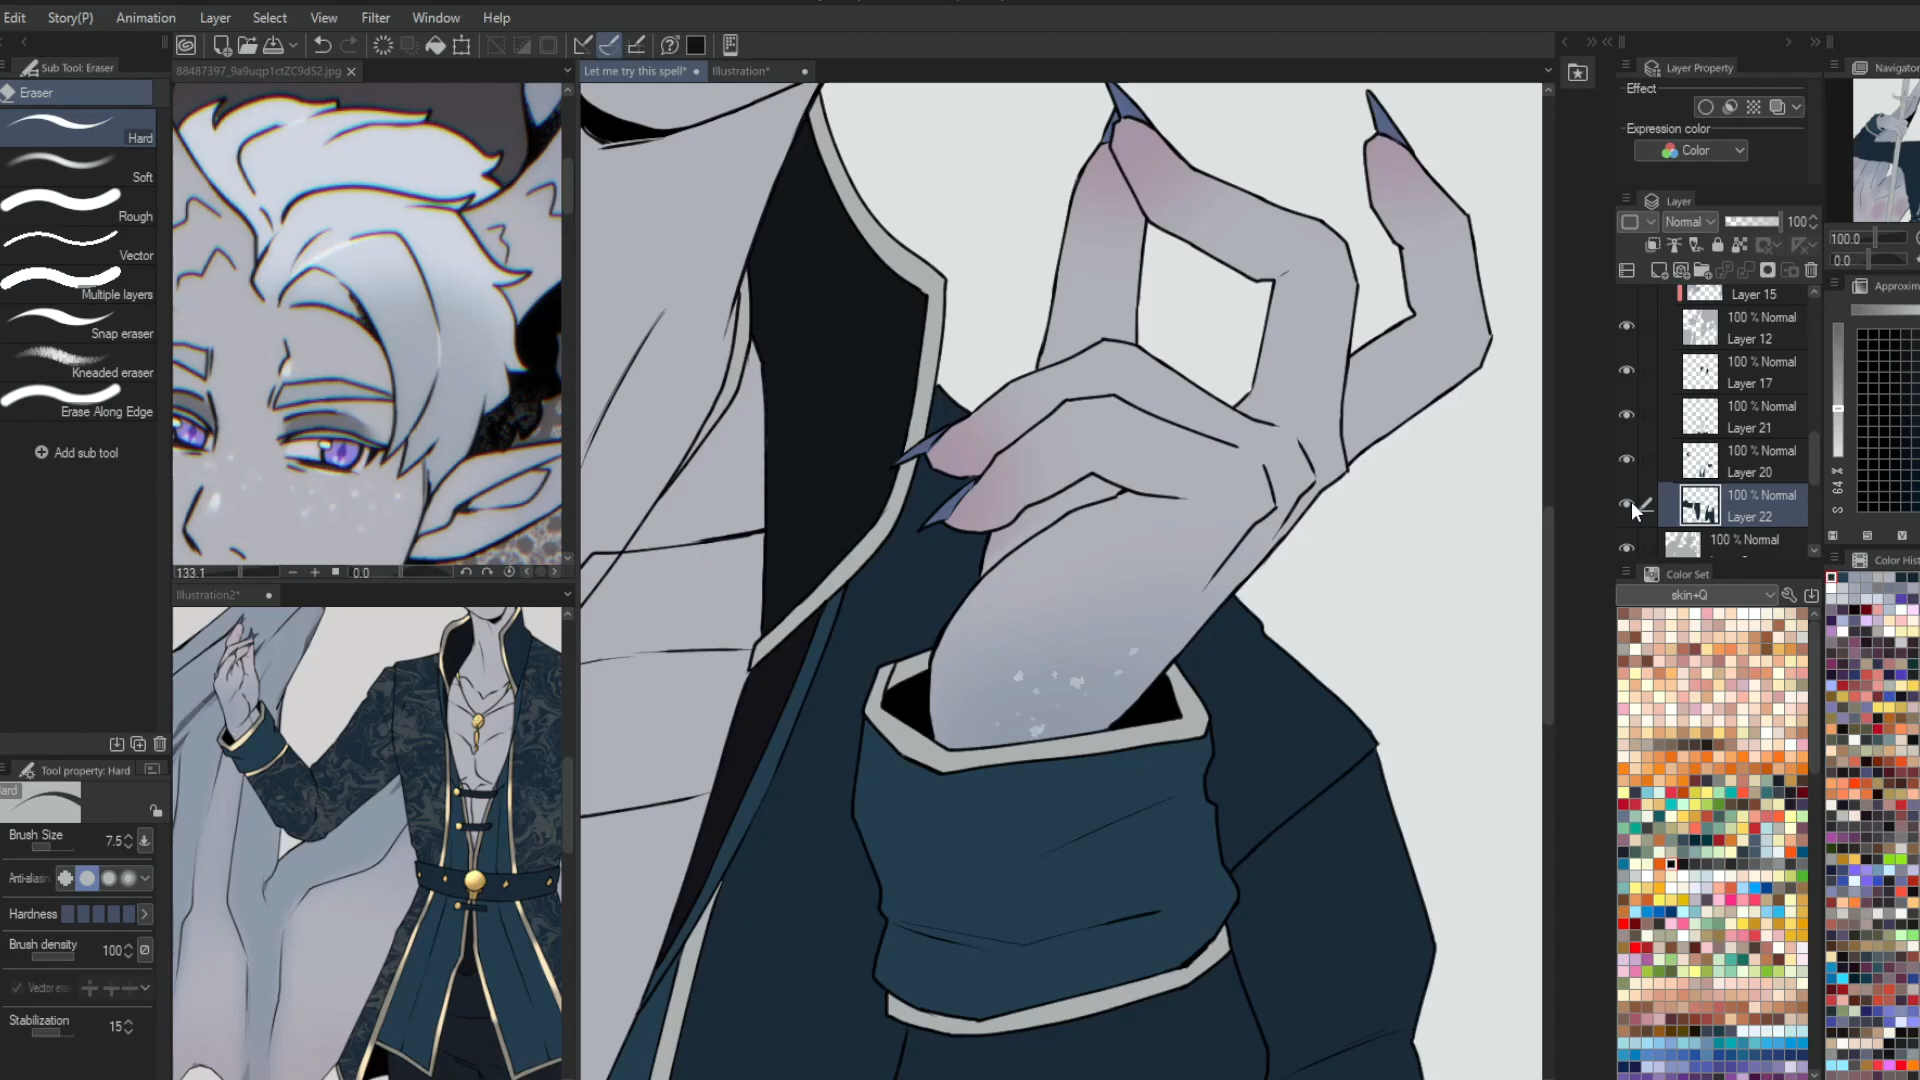 Edit Story(P) Animation Layer Select View Filter Window Help
Sub Tool: Eraser
88487397_9a9uqp1ctZC9dS2.jpg
Let me try this spell*
Illustration*
Layer Property
Navigator
Eraser
Effect
Hard
Expression color
Soft
Color
Rough
Layer
Normal 100
Vector
100.0
0.0
Multiple layers
Layer 15
100 % Normal
Layer 12
Snap eraser
100 % Normal
Kneaded eraser
Layer 17
100 % Normal
Erase Along Edge
Layer 21
100 % Normal
Add sub tool
Layer 20
64
100 % Normal
Layer 22
100 % Normal
133.1 0.0
Color Set
skin+Q
Illustration2*
Tool property: Hard
Brush Size 7.5
Hardness
Brush density 100
Stabilization 15